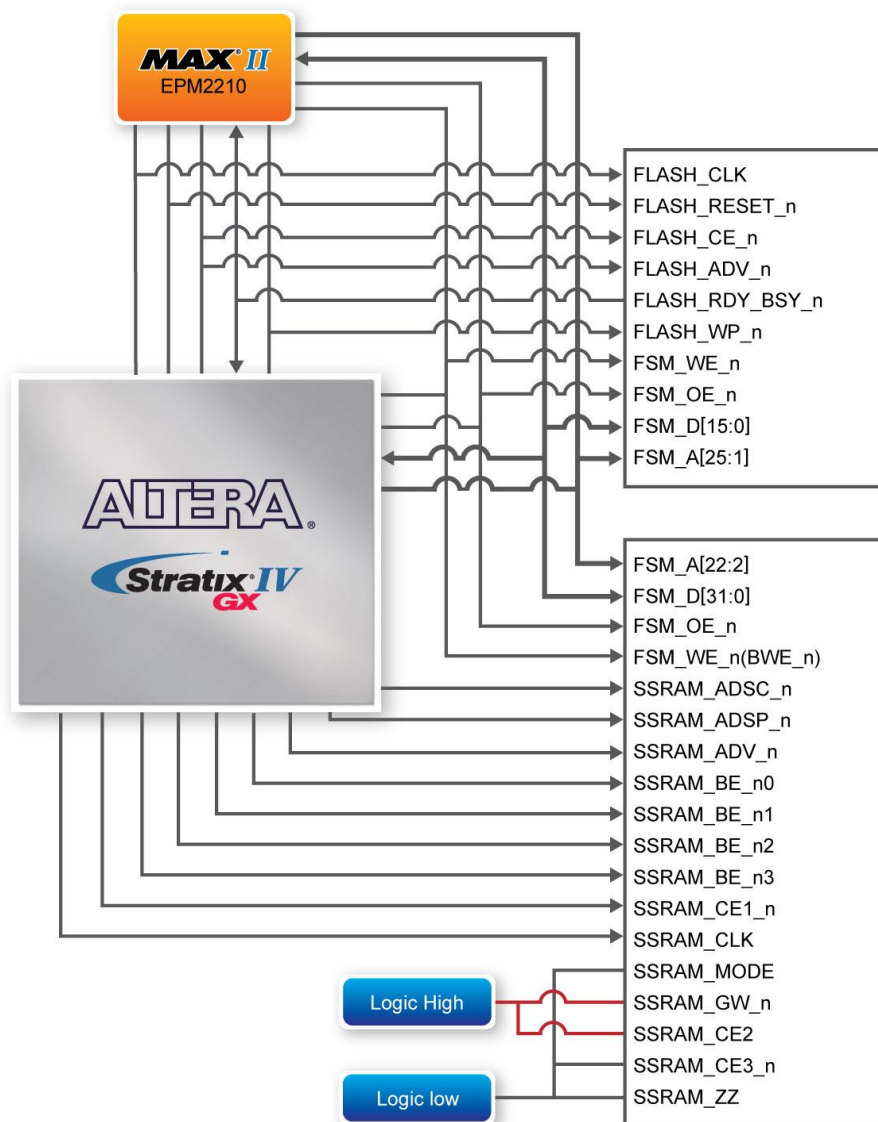 MAX® II
EPM2210
FLASH_CLK
FLASH_RESET_n
FLASH_CE_n
FLASH_ADV_n
FLASH_RDY_BSY_n
FLASH_WP_n
FSM_WE_n
FSM_OE_n
FSM_D[15:0]
FSM_A[25:1]
ALTERA®
Stratix® IV
GX
FSM_A[22:2]
FSM_D[31:0]
FSM_OE_n
FSM_WE_n(BWE_n)
SSRAM_ADSC_n
SSRAM_ADSP_n
SSRAM_ADV_n
SSRAM_BE_n0
SSRAM_BE_n1
SSRAM_BE_n2
SSRAM_BE_n3
SSRAM_CE1_n
SSRAM_CLK
SSRAM_MODE
Logic High
SSRAM_GW_n
SSRAM_CE2
SSRAM_CE3_n
Logic low
SSRAM_ZZ